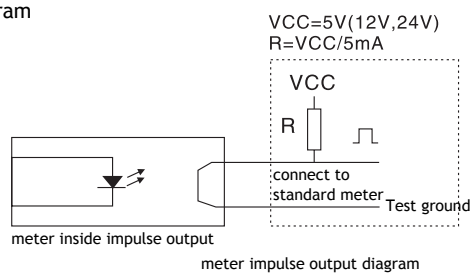 ram
VCC=5V(12V,24V)
R=VCC/5mA
VCC
R
connect to
standard meter
Test ground
meter inside impulse output
meter impulse output diagram